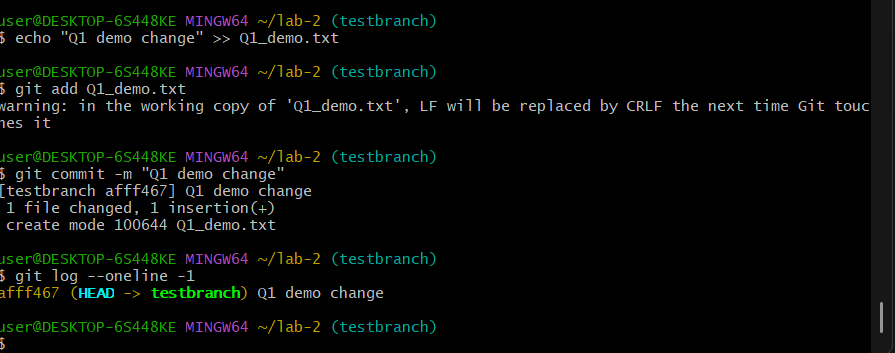 user@DESKTOP-6S448KE MINGW64 ~/lab-2 (testbranch)
$ echo "Q1 demo change" >> Q1_demo.txt
user@DESKTOP-6S448KE MINGW64 ~/lab-2 (testbranch)
$ git add Q1_demo.txt
warning: in the working copy of 'Q1_demo.txt', LF will be replaced by CRLF the next time Git touc
hes it
user@DESKTOP-6S448KE MINGW64 ~/lab-2 (testbranch)
$ git commit -m "Q1 demo change"
[testbranch afff467] Q1 demo change
1 file changed, 1 insertion(+)
create mode 100644 Q1_demo.txt
user@DESKTOP-6S448KE MINGW64 ~/lab-2 (testbranch)
$ git log --oneline -1
afff467 (HEAD -> testbranch) Q1 demo change
user@DESKTOP-6S448KE MINGW64 ~/lab-2 (testbranch)
$